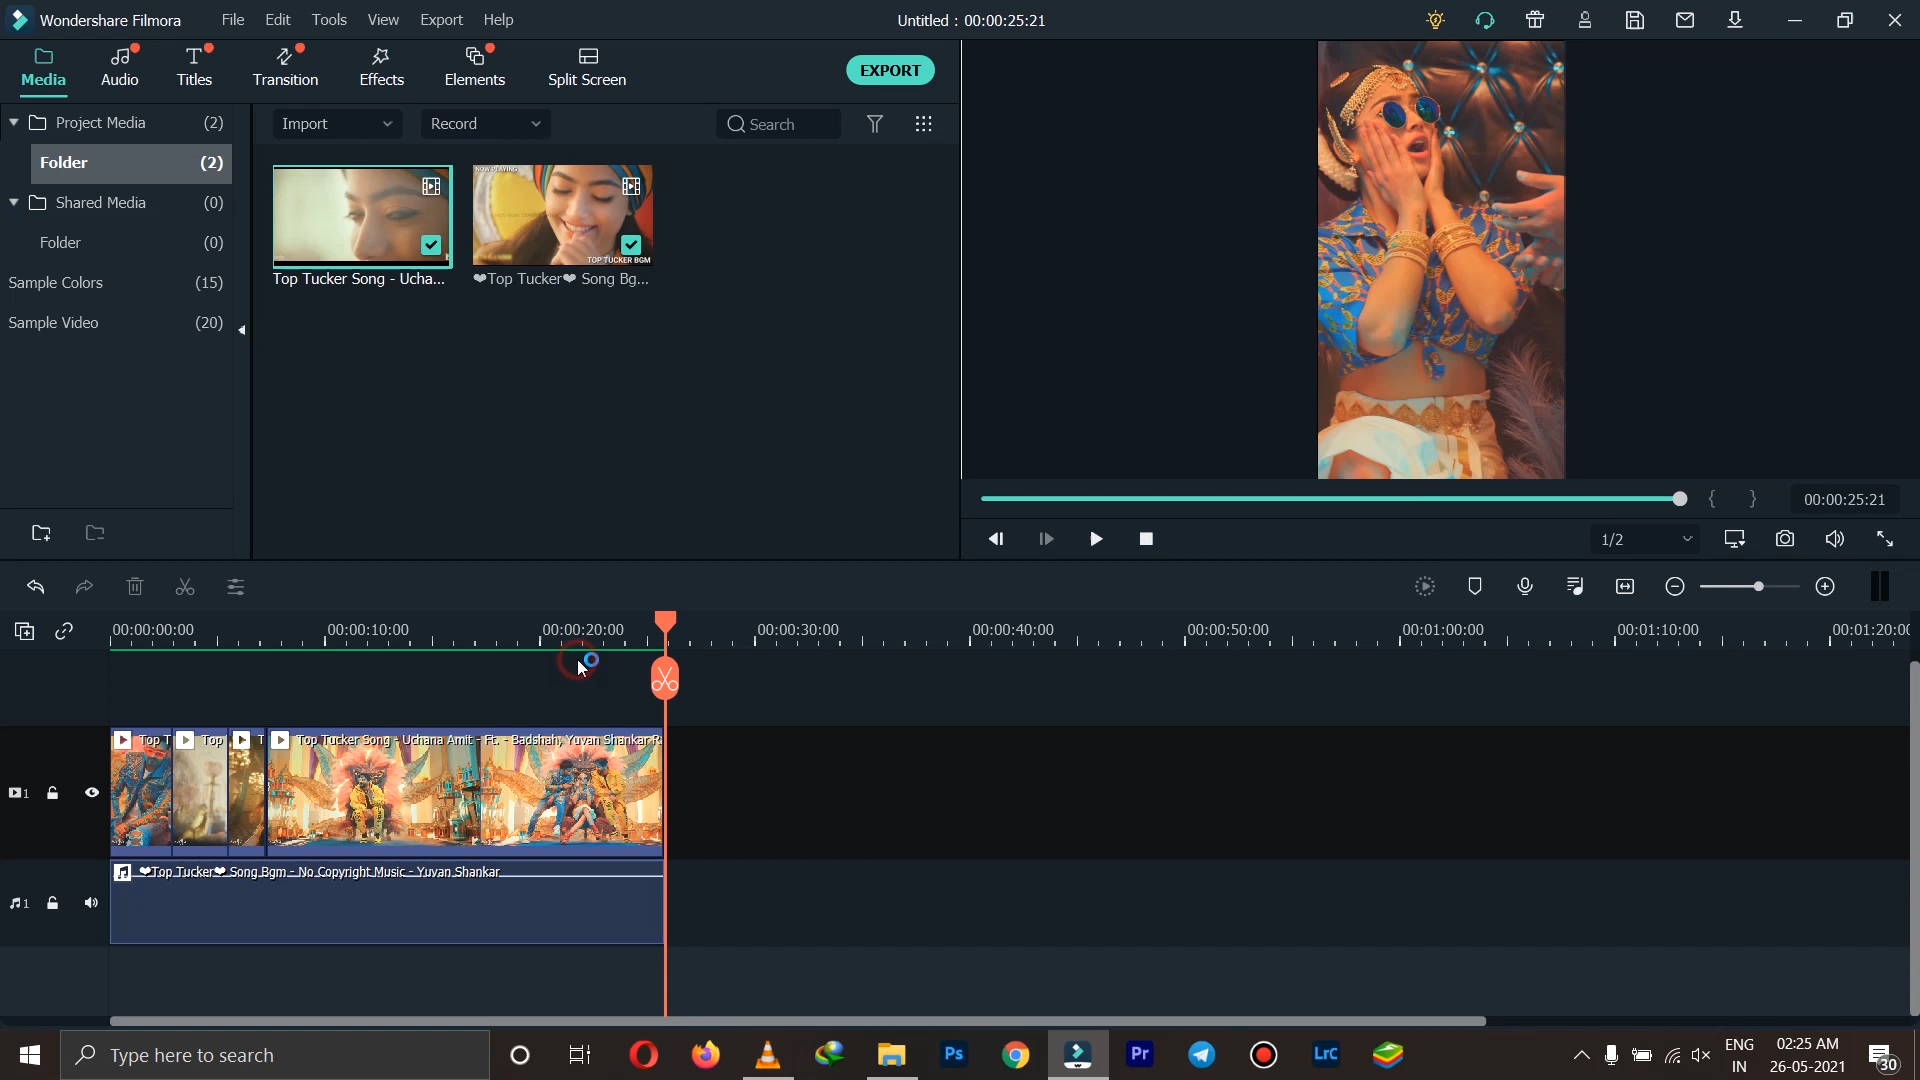 Wondershare Filmora File Edit Tools View Export Help Untitled : 00:00:25:21
Media Audio Titles Transition Effects Elements Split Screen EXPORT
Project Media (2)
Folder (2)
Shared Media (0)
Folder (0)
Sample Colors (15)
Sample Video (20)
Import Record Search
NOW PLAYING
TOP TUCKER BGM
Top Tucker Song - Ucha... ❤Top Tucker❤ Song Bg...
{ } 00:00:25:21
1/2
00:00:00:00 00:00:10:00 00:00:20:00 00:00:30:00 00:00:40:00 00:00:50:00 00:01:00:00 00:01:10:00 00:01:20:00
Top T Top T Top Tucker Song - Uchana Amit - Ft. - Badshah, Yuvan Shankar R
1
❤Top Tucker❤ Song Bgm - No Copyright Music - Yuvan Shankar
1
Type here to search
Ps Pr LrC
ENG
IN
02:25 AM
26-05-2021
30